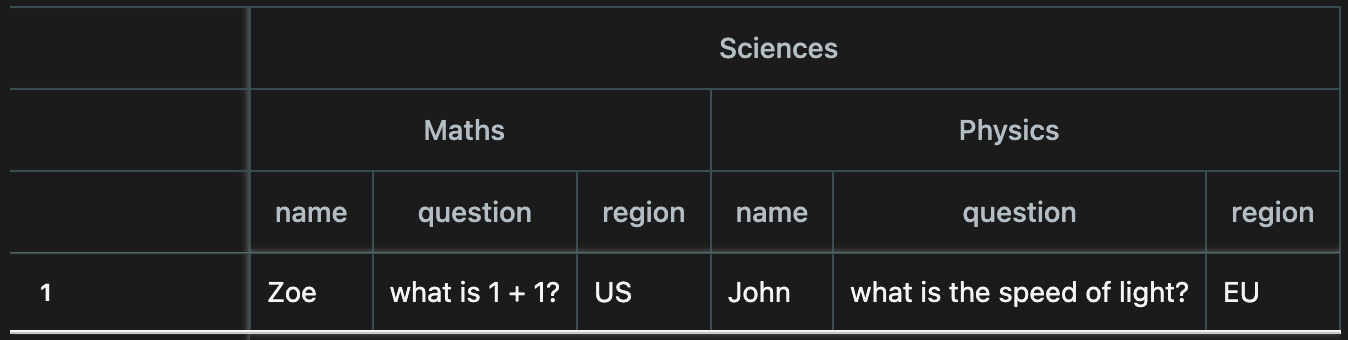 Sciences
Maths Physics
name question region name question region
1 Zoe what is 1 + 1? US John what is the speed of light? EU